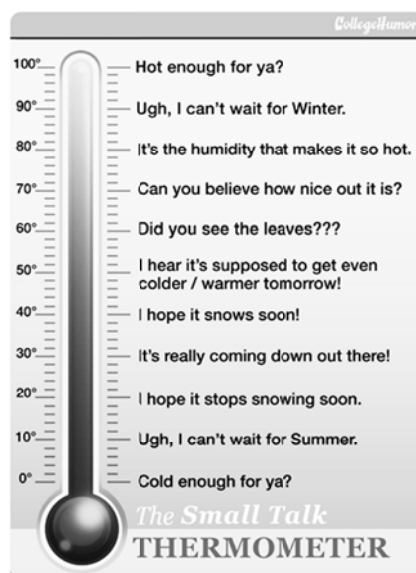 CollegeHumor
100° Hot enough for ya?
90° Ugh, I can't wait for Winter.
80° It's the humidity that makes it so hot.
70° Can you believe how nice out it is?
60° Did you see the leaves???
50° I hear it's supposed to get even
colder / warmer tomorrow!
40° I hope it snows soon!
30° It's really coming down out there!
20° I hope it stops snowing soon.
10° Ugh, I can't wait for Summer.
0° Cold enough for ya?
The Small Talk
THERMOMETER